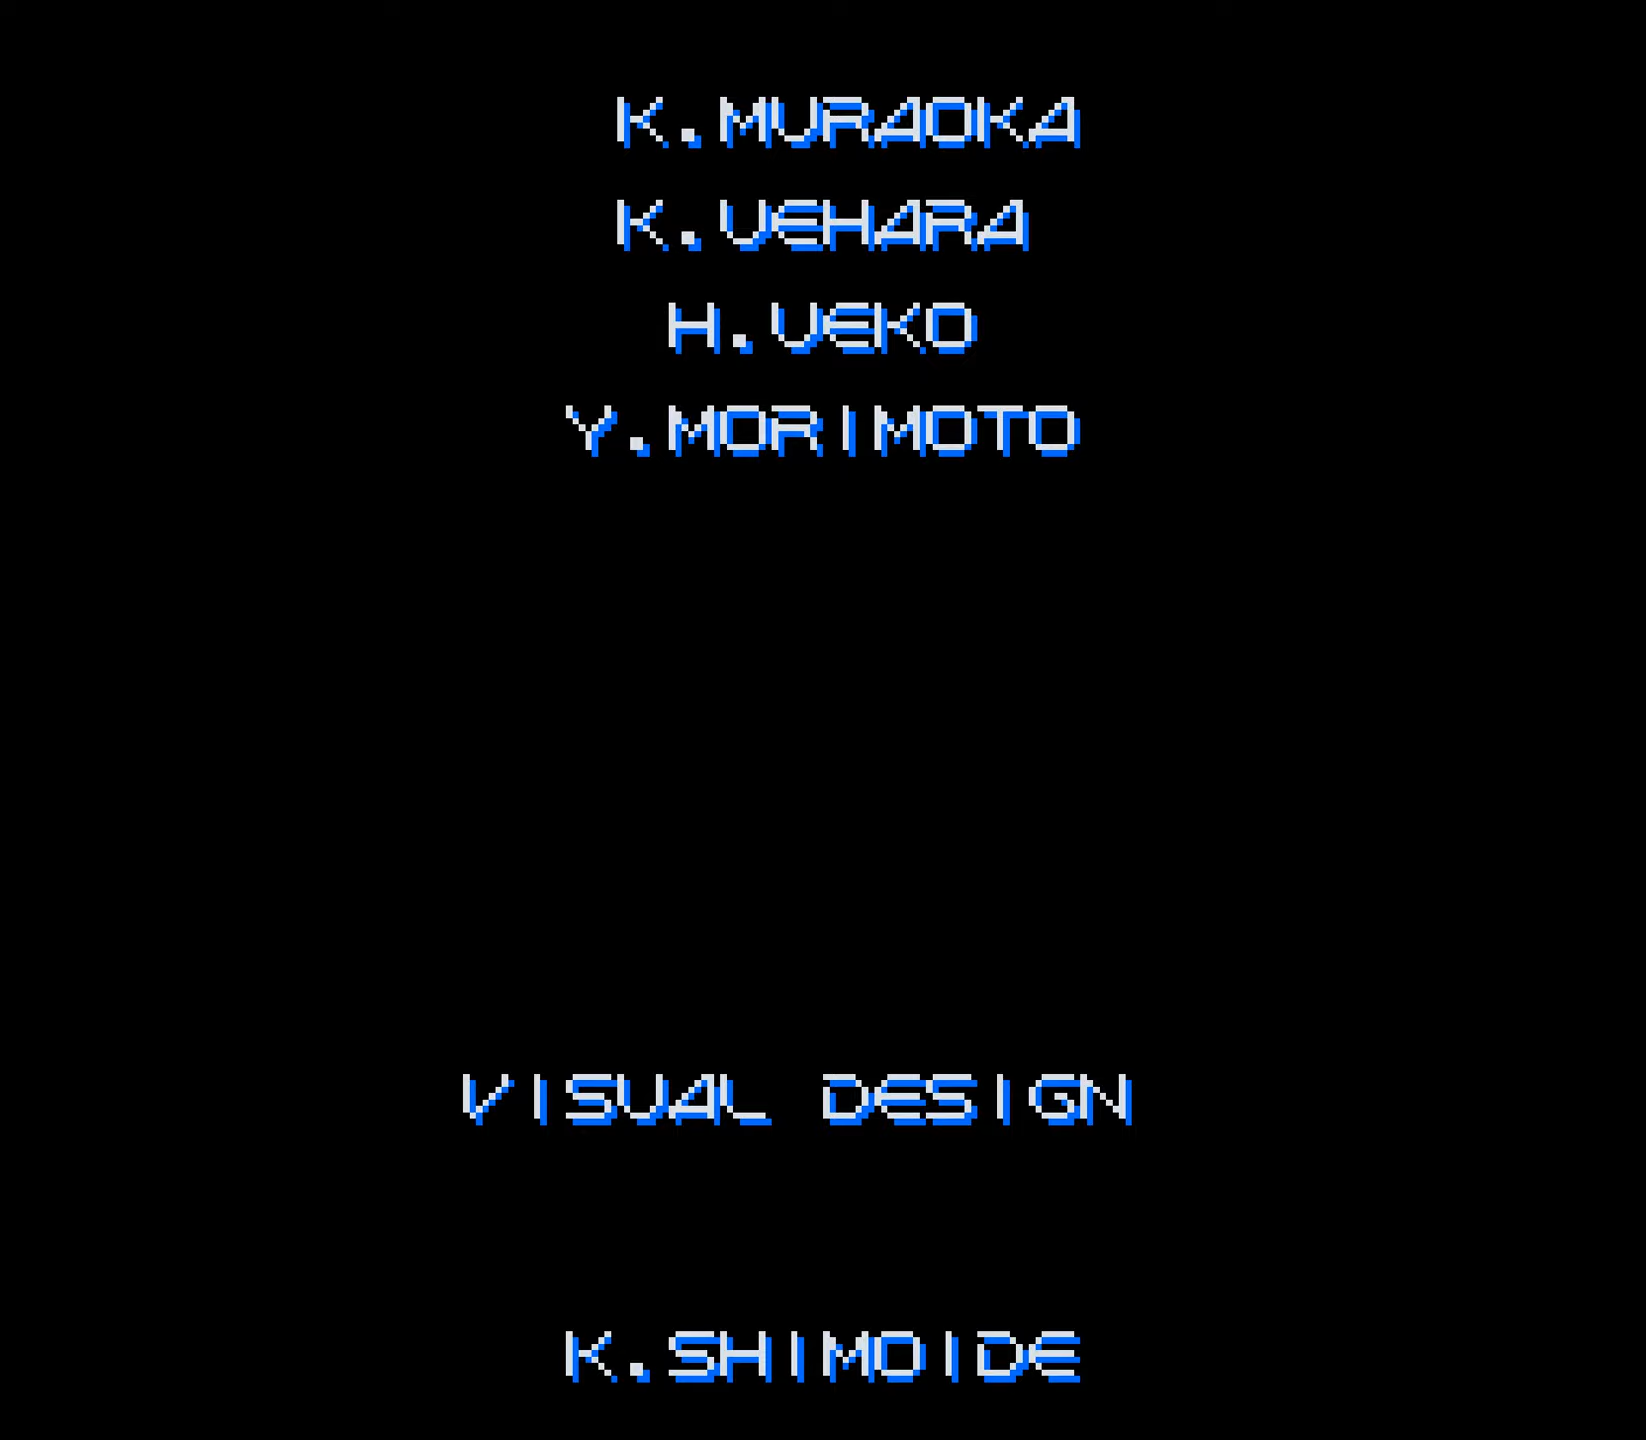 K.MURAOKA
K.UEHARA
H.UEKO
Y.MORIMOTO
VISUAL DESIGN
K.SHIMOIDE